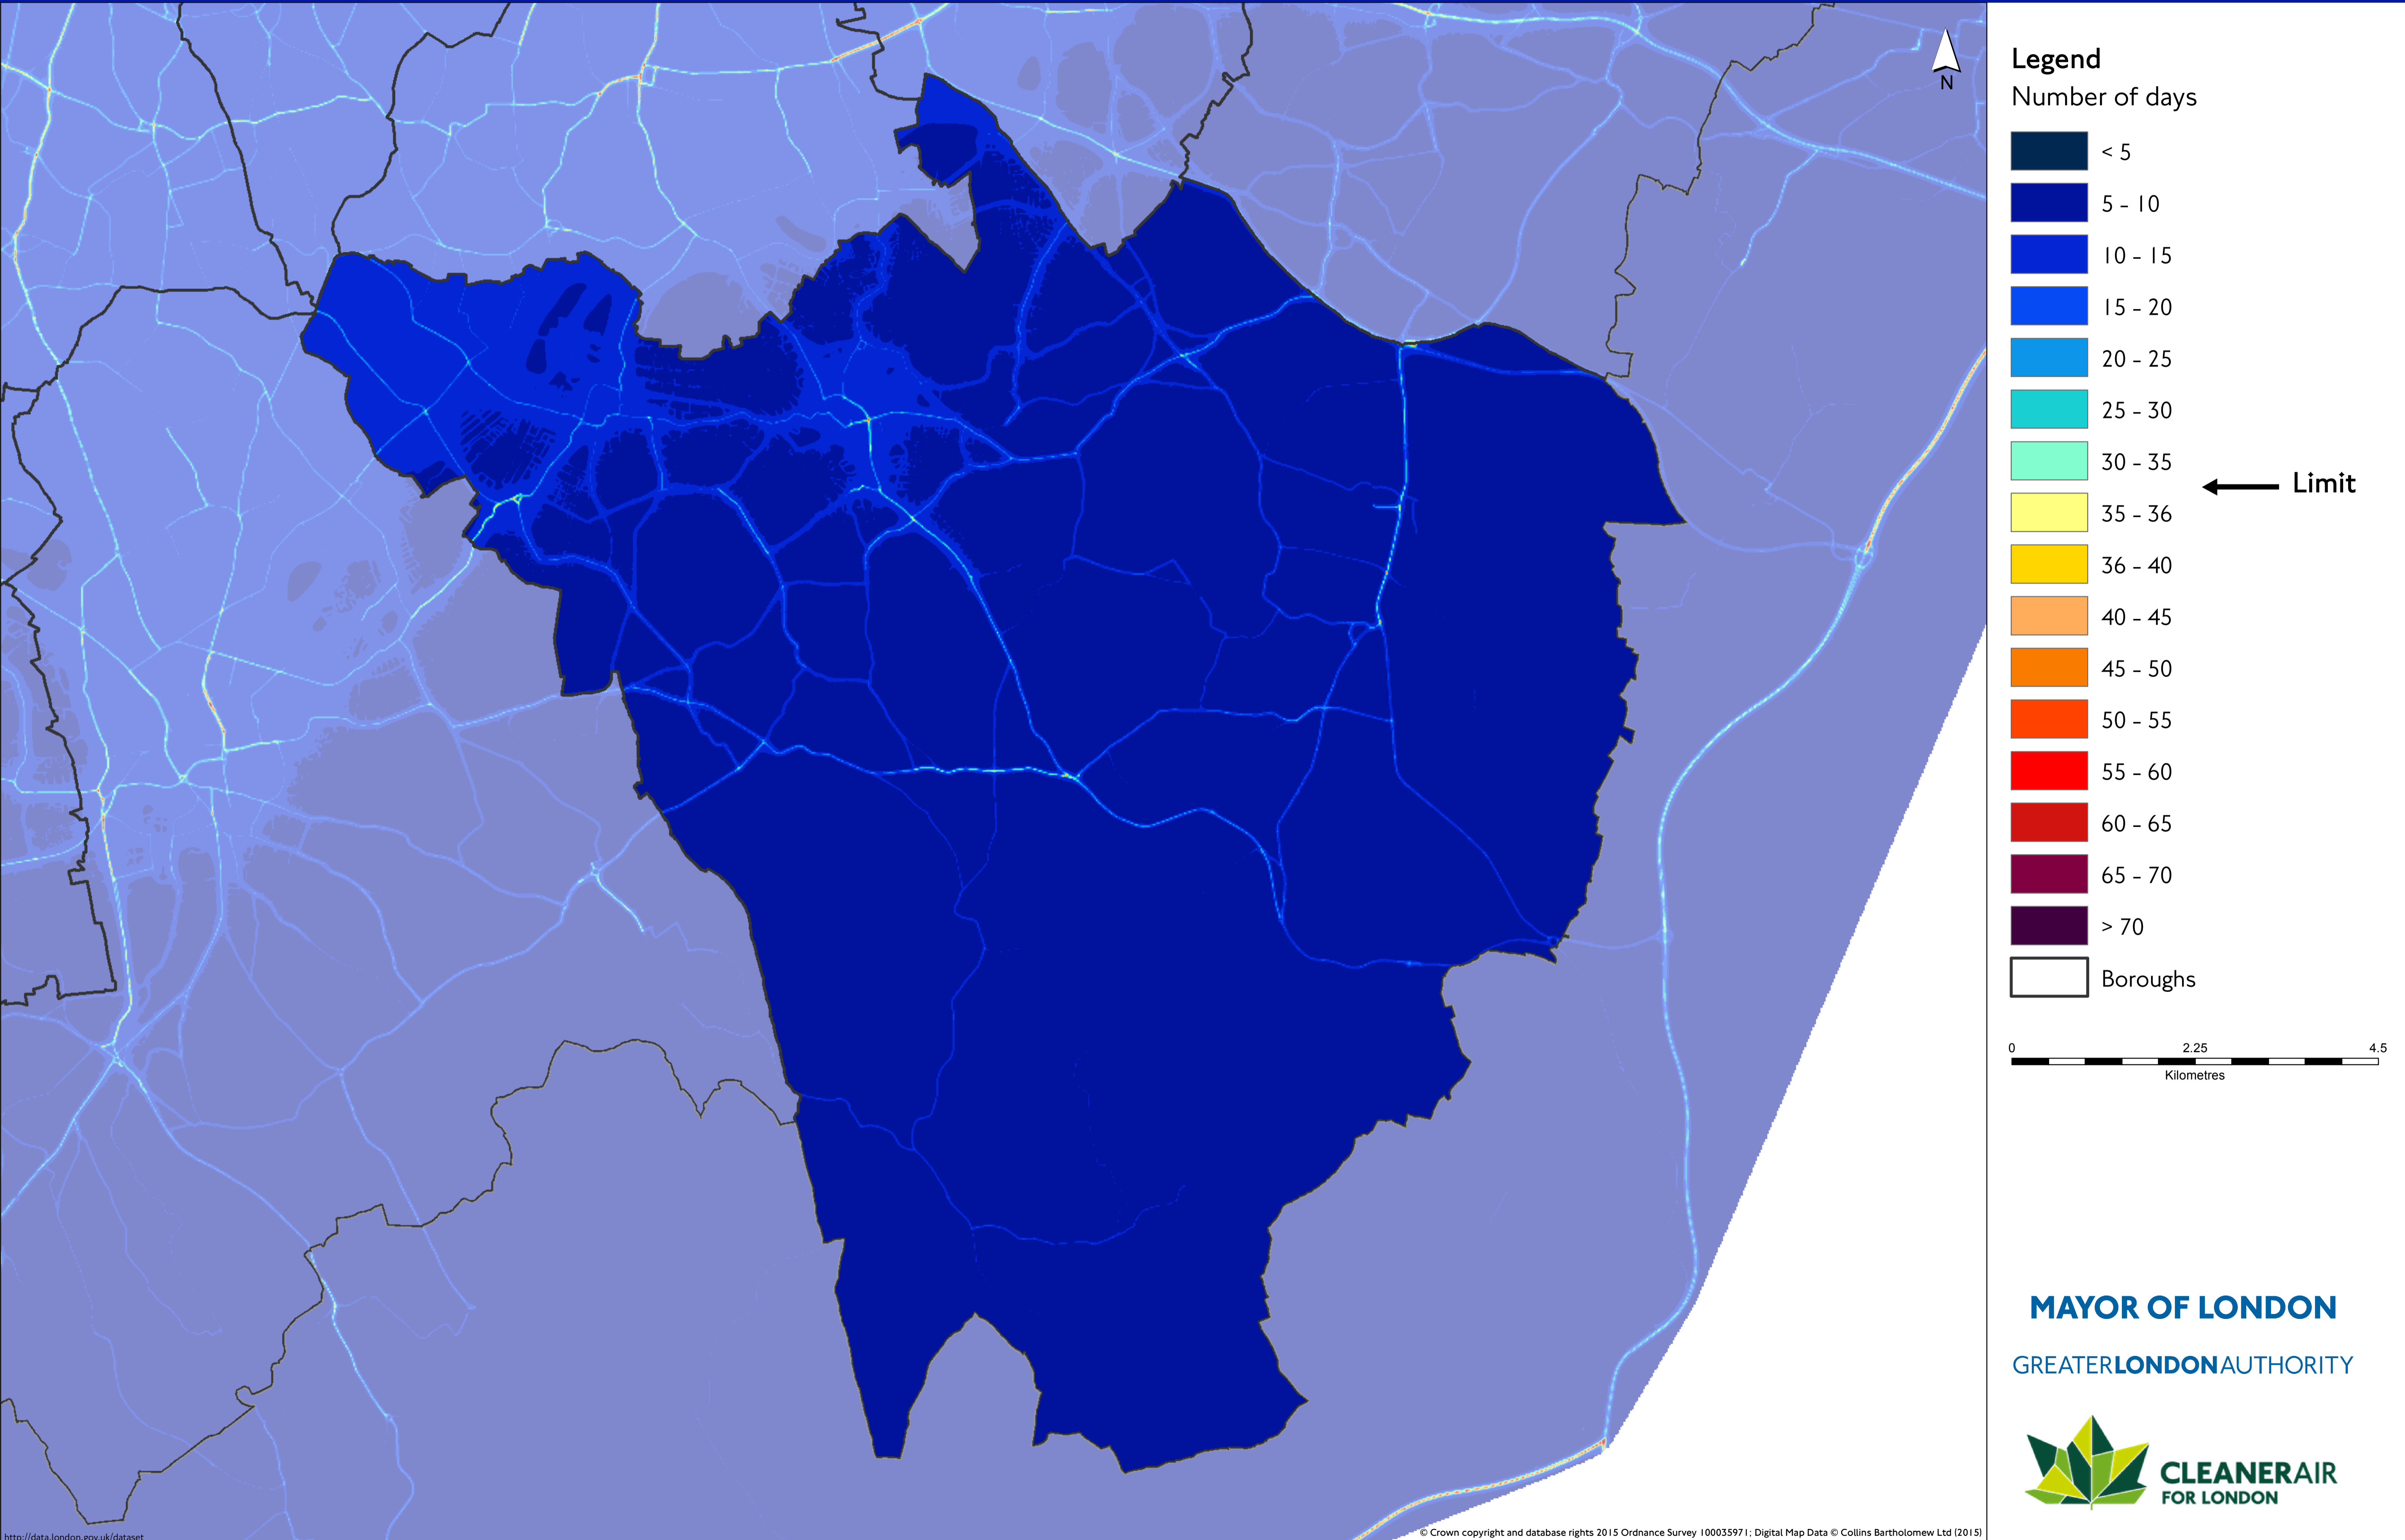 N
Legend
Number of days
< 5
5 - 10
10 - 15
15 - 20
20 - 25
25 - 30
30 - 35
Limit
35 - 36
36 - 40
40 - 45
45 - 50
50 - 55
55 - 60
60 - 65
65 - 70
> 70
Boroughs
0 2.25 4.5
Kilometres
MAYOR OF LONDON
GREATERLONDONAUTHORITY
CLEANERAIR
FOR LONDON
http://data.london.gov.uk/dataset
© Crown copyright and database rights 2015 Ordnance Survey 100035971; Digital Map Data © Collins Bartholomew Ltd (2015)